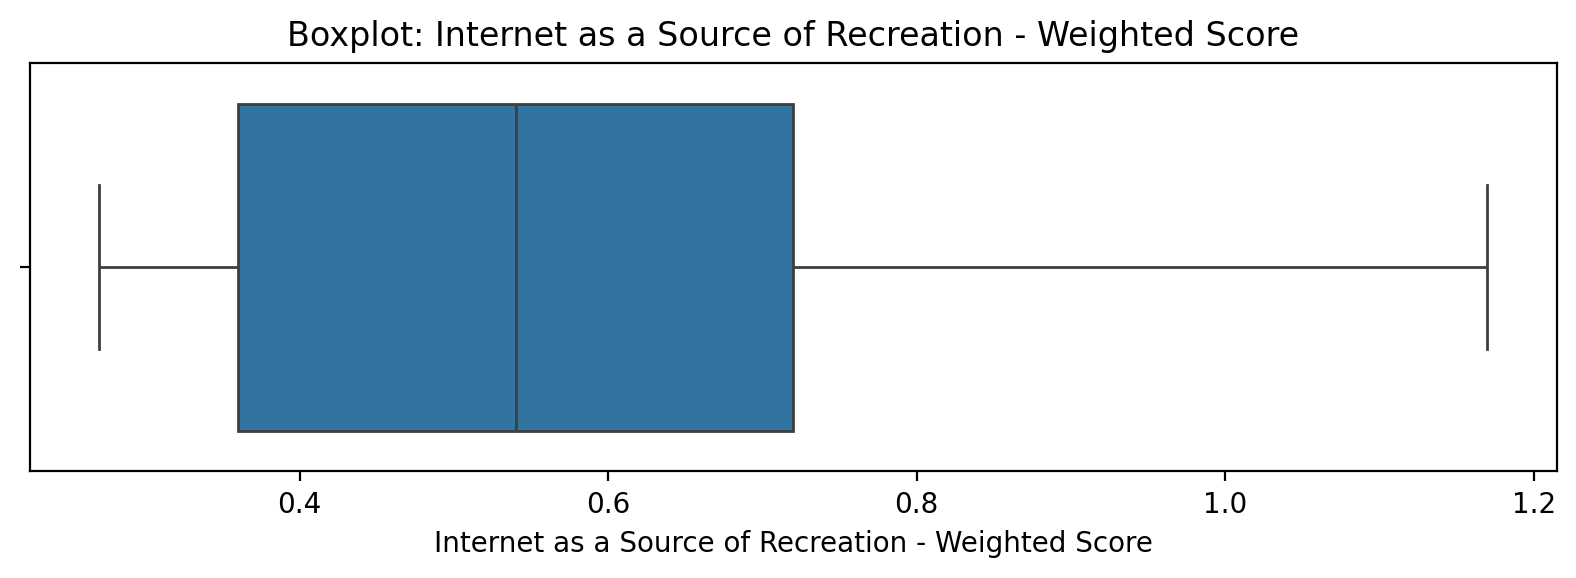 Boxplot: Internet as a Source of Recreation - Weighted Score
0.4 0.6 0.8 1.0 1.2
Internet as a Source of Recreation - Weighted Score